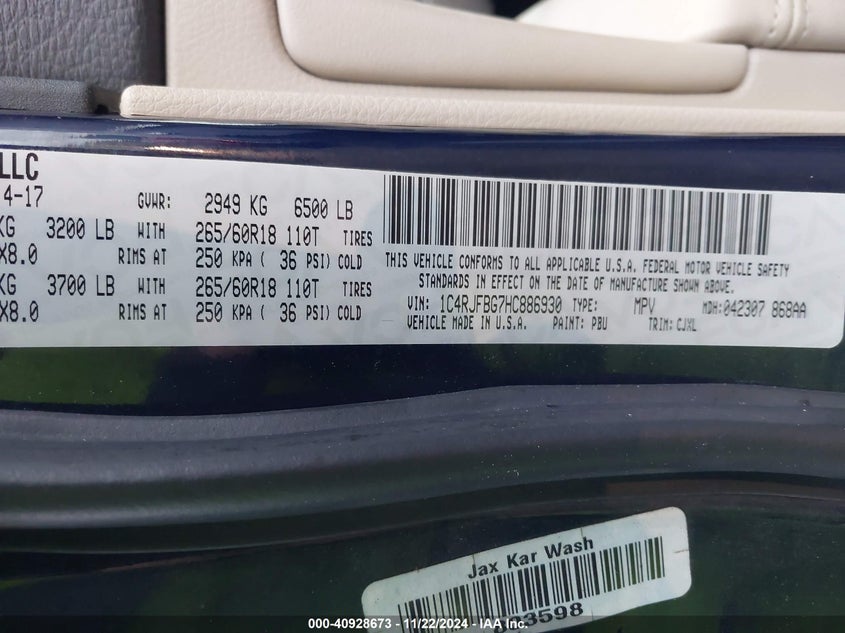 LLC
4-17 GVWR: 2949 KG 6500 LB
KG 3200 LB WITH 265/60R18 110T TIRES
X8.0 RIMS AT 250 KPA ( 36 PSI) COLD
KG 3700 LB WITH 265/60R18 110T TIRES
X8.0 RIMS AT 250 KPA ( 36 PSI) COLD
THIS VEHICLE CONFORMS TO ALL APPLICABLE U.S.A. FEDERAL MOTOR VEHICLE SAFETY
STANDARDS IN EFFECT ON THE DATE OF MANUFACTURE SHOWN ABOVE.
VIN: 1C4RJFBG7HC886930 TYPE: MPV MDH: 042307 868AA
VEHICLE MADE IN U.S.A. PAINT: PBU TRIM: CJXL
Jax Kar Wash
3598
000-40928673 - 11/22/2024 - IAA Inc.